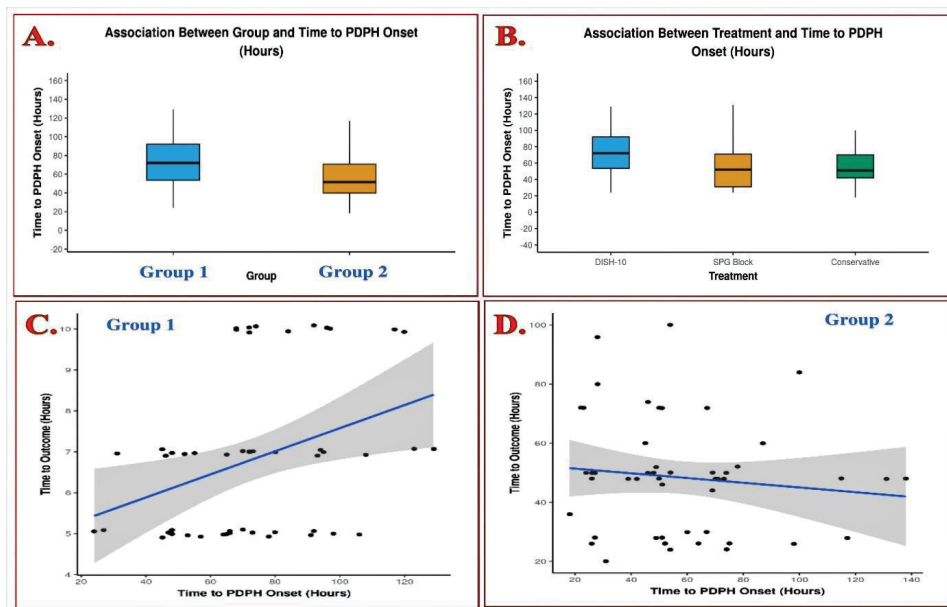 A.
Association Between Group and Time to PDPH Onset
(Hours)
Time to PDPH Onset (Hours)
160
140
120
100
80
60
40
20
0
-20
Group 1
Group
Group 2
B.
Association Between Treatment and Time to PDPH
Onset (Hours)
Time to PDPH Onset (Hours)
160
140
120
100
80
60
40
20
0
-20
-40
DISH-10
SPG Block
Conservative
Treatment
C.
Group 1
Time to Outcome (Hours)
10
9
8
7
6
5
4
20
40
60
80
100
120
Time to PDPH Onset (Hours)
D.
Group 2
Time to Outcome (Hours)
100
80
60
40
20
20
40
60
80
100
120
140
Time to PDPH Onset (Hours)